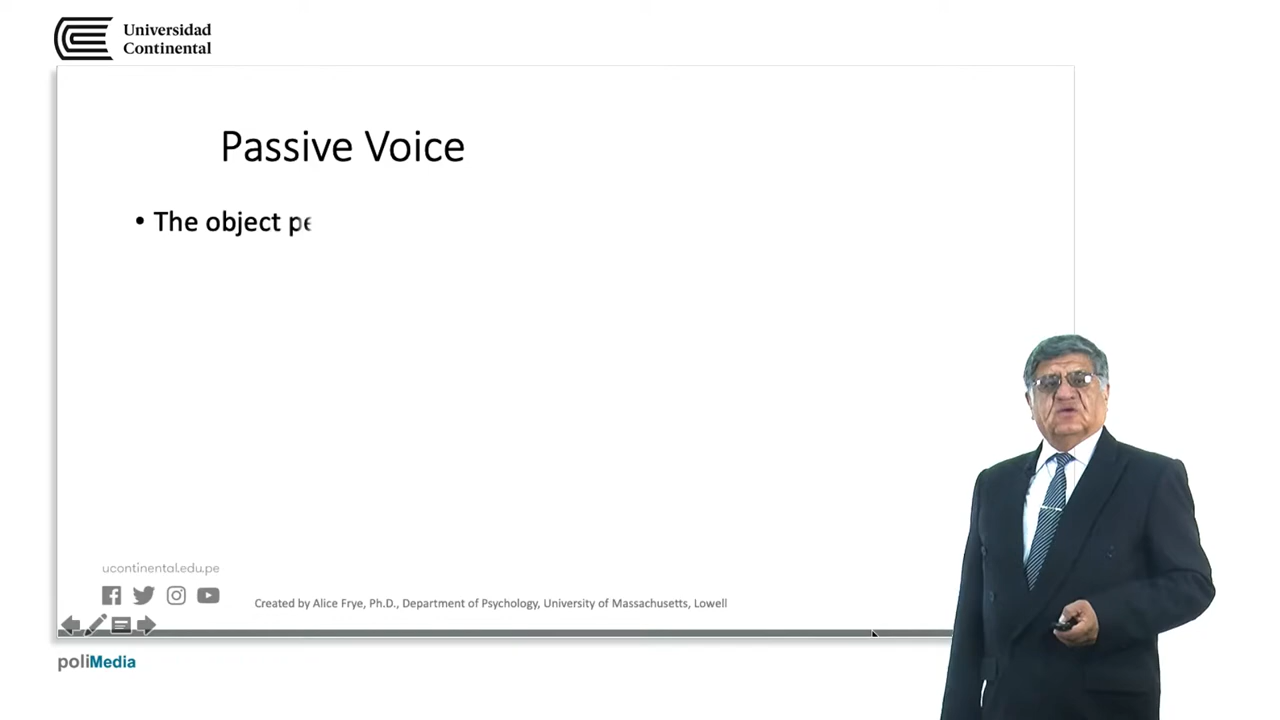 Universidad
Continental
Passive Voice
• The object
ucontinental.edu.pe
Created by Alice Frye, Ph.D., Department of Psychology, University of Massachusetts, Lowell
poliMedia